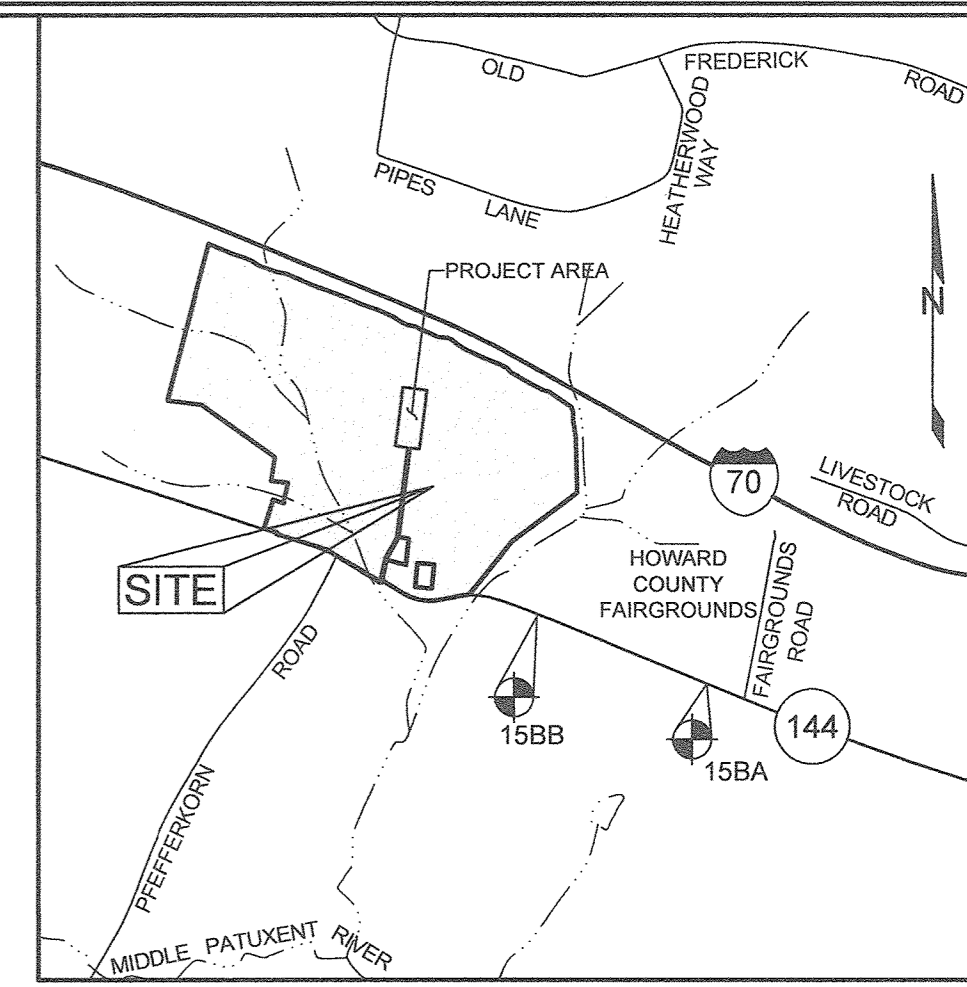 OLD
FREDERICK
ROAD
PIPES
LANE
HEATHERWOOD
WAY
PROJECT AREA
N
70
LIVESTOCK
ROAD
HOWARD
COUNTY
FAIRGROUNDS
FAIRGROUNDS
ROAD
SITE
ROAD
PFEFFERKORN
15BB
15BA
144
MIDDLE PATUXENT RIVER